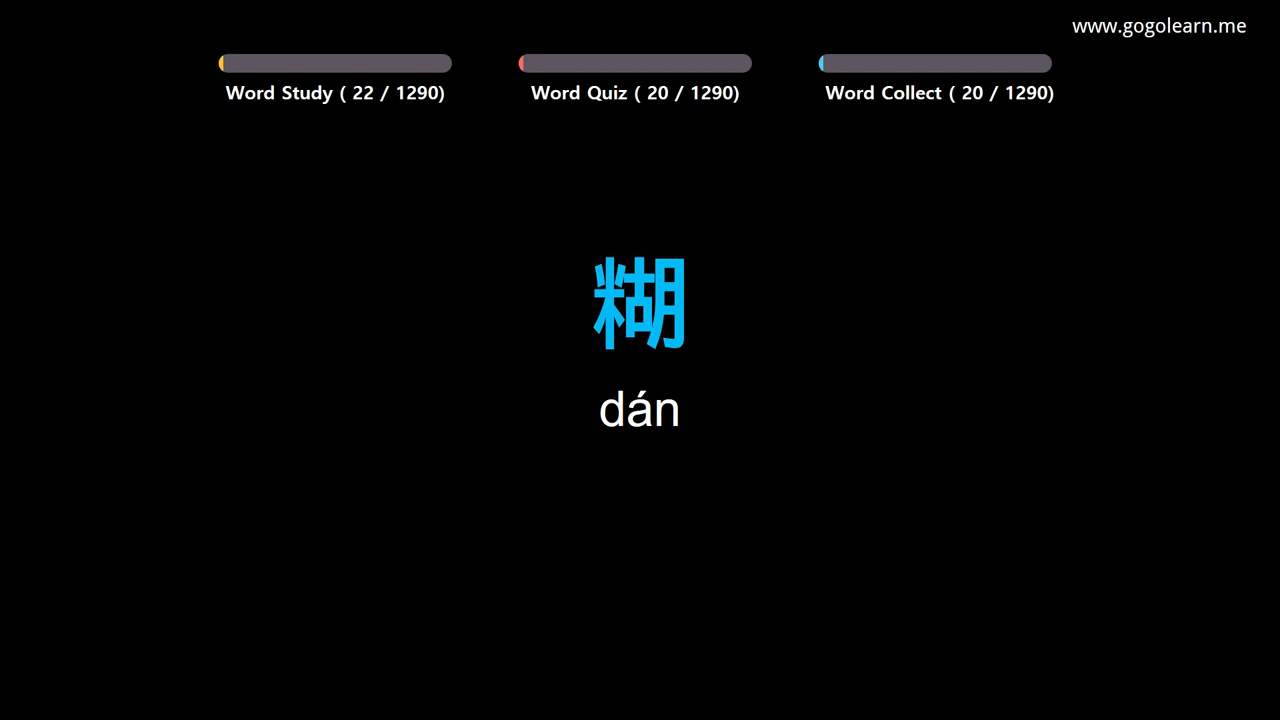 www.gogolearn.me
Word Study ( 22 / 1290)
Word Quiz ( 20 / 1290)
Word Collect ( 20 / 1290)
糊
dán